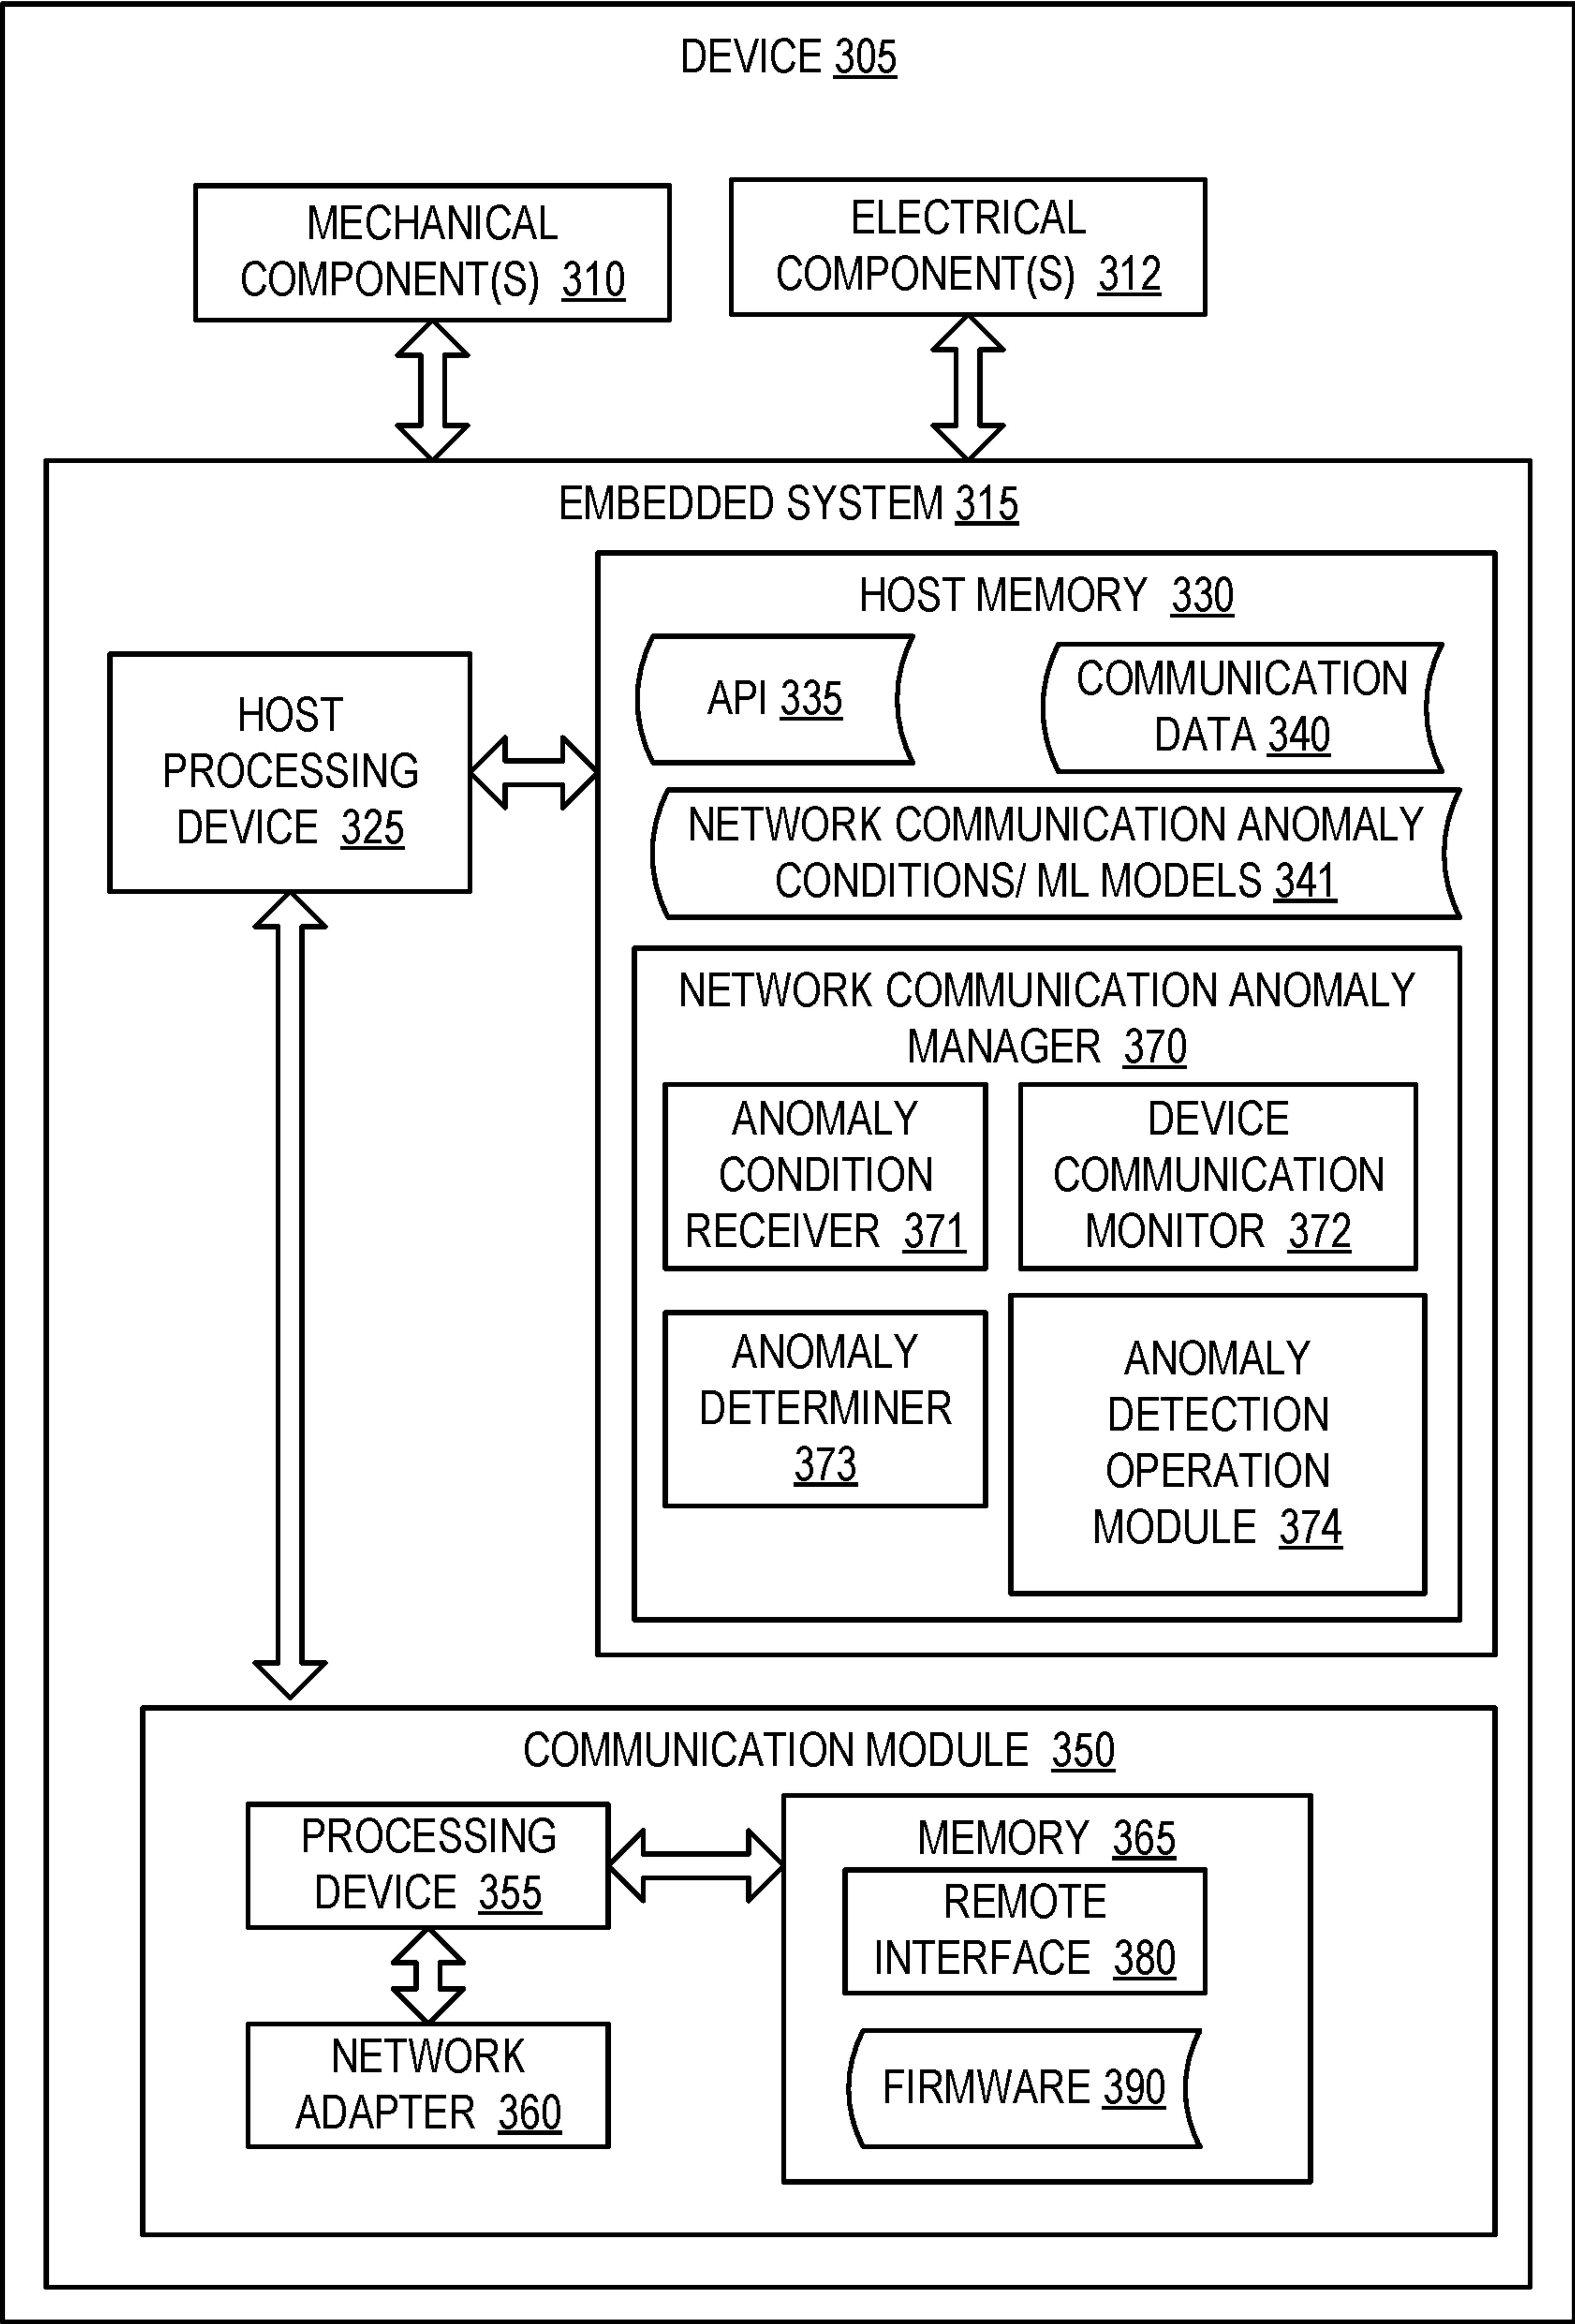 DEVICE 305
MECHANICAL
COMPONENT(S) 310
ELECTRICAL
COMPONENT(S) 312
EMBEDDED SYSTEM 315
HOST
PROCESSING
DEVICE 325
HOST MEMORY 330
API 335
COMMUNICATION
DATA 340
NETWORK COMMUNICATION ANOMALY
CONDITIONS/ ML MODELS 341
NETWORK COMMUNICATION ANOMALY
MANAGER 370
ANOMALY
CONDITION
RECEIVER 371
DEVICE
COMMUNICATION
MONITOR 372
ANOMALY
DETERMINER
373
ANOMALY
DETECTION
OPERATION
MODULE 374
COMMUNICATION MODULE 350
PROCESSING
DEVICE 355
MEMORY 365
REMOTE
INTERFACE 380
NETWORK
ADAPTER 360
FIRMWARE 390